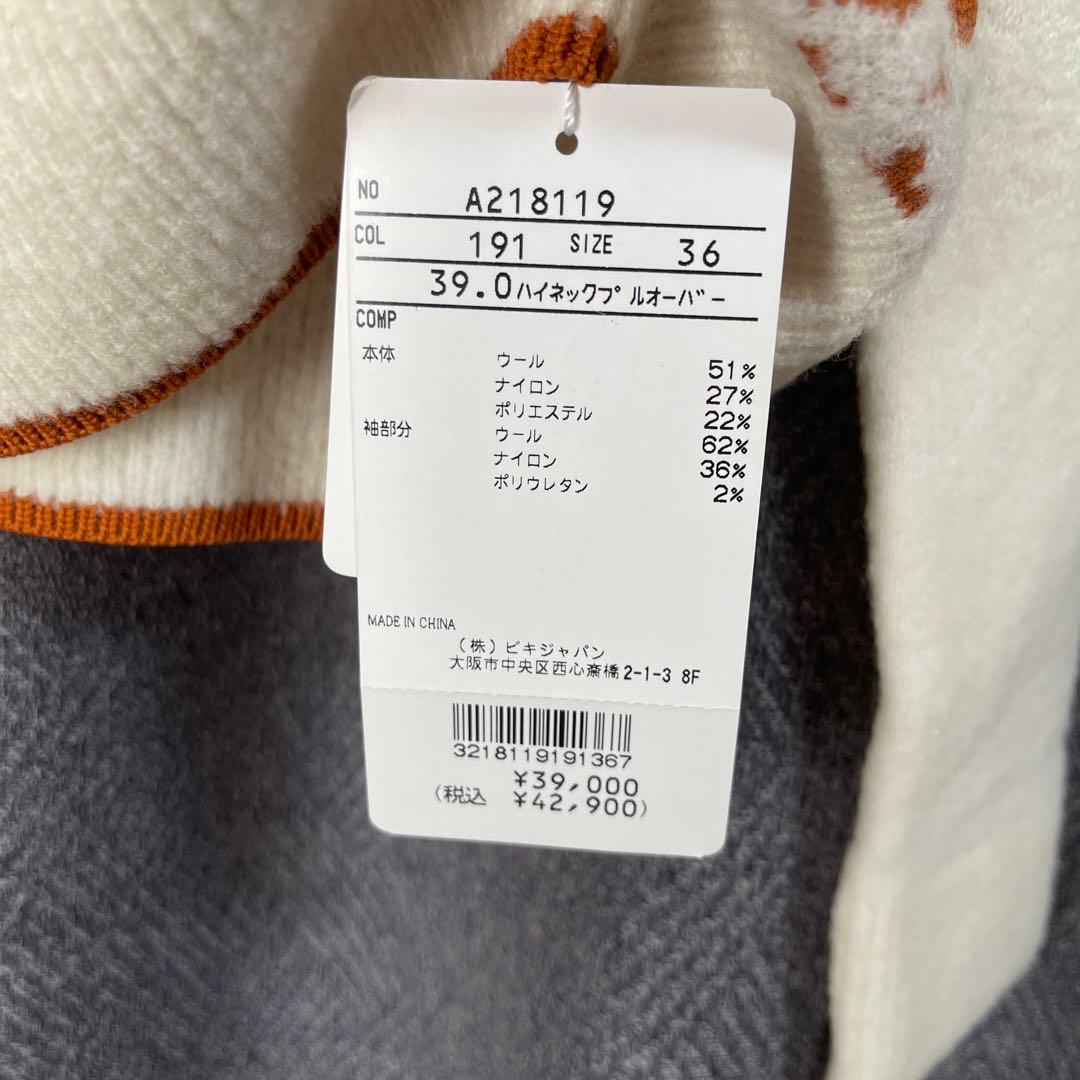 NO A218119
COL 191 SIZE 36
39.0ハイネックプルオーバー
COMP
本体 ウール 51%
ナイロン 27%
ポリエステル 22%
袖部分 ウール 62%
ナイロン 36%
ポリウレタン 2%
MADE IN CHINA
(株)ビキジャパン
大阪市中央区西心斎橋2-1-3 8F
3218119191367
¥39,000
(税込 ¥42,900)